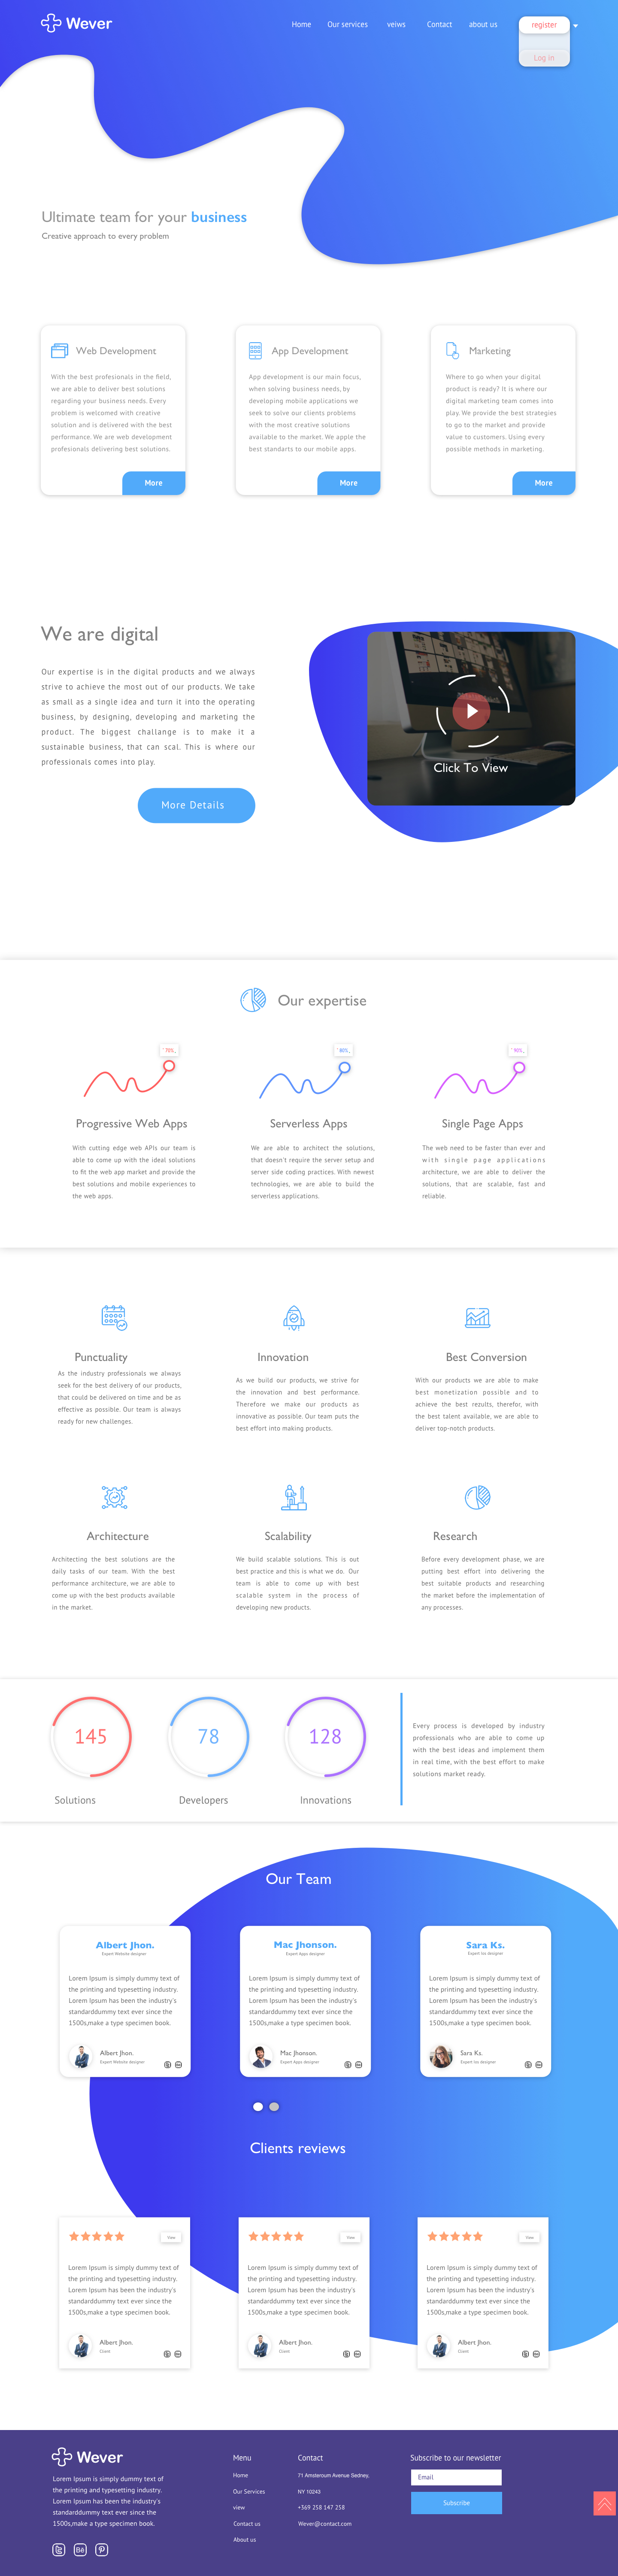 Wever
Home Our services veiws Contact about us register
Log in
Ultimate team for your business
Creative approach to every problem
Web Development
With the best profesionals in the field,
we are able to deliver best solutions
regarding your business needs. Every
problem is welcomed with creative
solution and is delivered with the best
performance. We are web development
profesionals delivering best solutions.
More
App Development
App development is our main focus,
when solving business needs, by
developing mobile applications we
seek to solve our clients problems
with the most creative solutions
available to the market. We apple the
best standarts to our mobile apps.
More
Marketing
Where to go when your digital
product is ready? It is where our
digital marketing team comes into
play. We provide the best strategies
to go to the market and provide
value to customers. Using every
possible methods in marketing.
More
We are digital
Our expertise is in the digital products and we always
strive to achieve the most out of our products. We take
as small as a single idea and turn it into the operating
business, by designing, developing and marketing the
product. The biggest challange is to make it a
sustainable business, that can scal. This is where our
professionals comes into play.
More Details
Click To View
Our expertise
70%
Progressive Web Apps
With cutting edge web APIs our team is
able to come up with the ideal solutions
to fit the web app market and provide the
best solutions and mobile experiences to
the web apps.
80%
Serverless Apps
We are able to architect the solutions,
that doesn't require the server setup and
server side coding practices. With newest
technologies, we are able to build the
serverless applications.
90%
Single Page Apps
The web need to be faster than ever and
with single page applications
architecture, we are able to deliver the
solutions, that are scalable, fast and
reliable.
Punctuality
As the industry professionals we always
seek for the best delivery of our products,
that could be delivered on time and be as
effective as possible. Our team is always
ready for new challenges.
Innovation
As we build our products, we strive for
the innovation and best performance.
Therefore we make our products as
innovative as possible. Our team puts the
best effort into making products.
Best Conversion
With our products we are able to make
best monetization possible and to
achieve the best rezults, therefor, with
the best talent available, we are able to
deliver top-notch products.
Architecture
Architecting the best solutions are the
daily tasks of our team. With the best
performance architecture, we are able to
come up with the best products available
in the market.
Scalability
We build scalable solutions. This is out
best practice and this is what we do. Our
team is able to come up with best
scalable system in the process of
developing new products.
Research
Before every development phase, we are
putting best effort into delivering the
best suitable products and researching
the market before the implementation of
any processes.
145
Solutions
78
Developers
128
Innovations
Every process is developed by industry
professionals who are able to come up
with the best ideas and implement them
in real time, with the best effort to make
solutions market ready.
Our Team
Albert Jhon.
Expert Website designer
Lorem Ipsum is simply dummy text of
the printing and typesetting industry.
Lorem Ipsum has been the industry's
standarddummy text ever since the
1500s,make a type specimen book.
Albert Jhon.
Expert Website designer
Mac Jhonson.
Expert Apps designer
Lorem Ipsum is simply dummy text of
the printing and typesetting industry.
Lorem Ipsum has been the industry's
standarddummy text ever since the
1500s,make a type specimen book.
Mac Jhonson.
Expert Apps designer
Sara Ks.
Expert ios designer
Lorem Ipsum is simply dummy text of
the printing and typesetting industry.
Lorem Ipsum has been the industry's
standarddummy text ever since the
1500s,make a type specimen book.
Sara Ks.
Expert ios designer
Clients reviews
View
Lorem Ipsum is simply dummy text of
the printing and typesetting industry.
Lorem Ipsum has been the industry's
standarddummy text ever since the
1500s,make a type specimen book.
Albert Jhon.
Client
View
Lorem Ipsum is simply dummy text of
the printing and typesetting industry.
Lorem Ipsum has been the industry's
standarddummy text ever since the
1500s,make a type specimen book.
Albert Jhon.
Client
View
Lorem Ipsum is simply dummy text of
the printing and typesetting industry.
Lorem Ipsum has been the industry's
standarddummy text ever since the
1500s,make a type specimen book.
Albert Jhon.
Client
Wever
Lorem Ipsum is simply dummy text of
the printing and typesetting industry.
Lorem Ipsum has been the industry's
standarddummy text ever since the
1500s,make a type specimen book.
Menu
Home
Our Services
view
Contact us
About us
Contact
71 Amsteroum Avenue Sedney,
NY 10243
+369 258 147 258
Wever@contact.com
Subscribe to our newsletter
Email
Subscribe